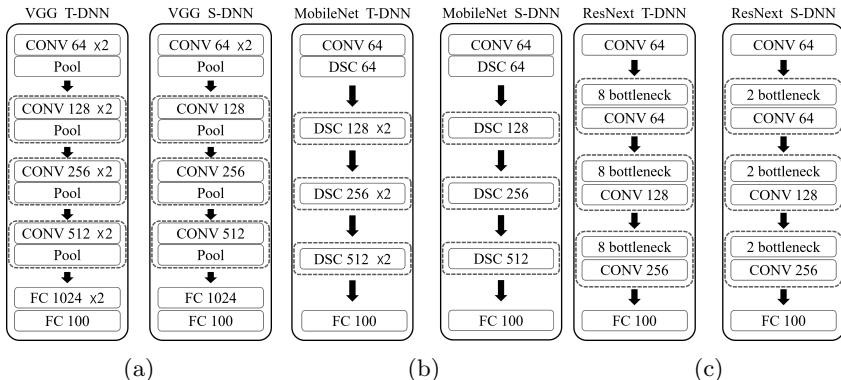 VGG T-DNN
CONV 64 x2
Pool
CONV 128 x2
Pool
CONV 256 x2
Pool
CONV 512 x2
Pool
FC 1024 x2
FC 100
VGG S-DNN
CONV 64 x2
Pool
CONV 128
Pool
CONV 256
Pool
CONV 512
Pool
FC 1024
FC 100
(a)
MobileNet T-DNN
CONV 64
DSC 64
DSC 128 x2
DSC 256 x2
DSC 512 x2
FC 100
MobileNet S-DNN
CONV 64
DSC 64
DSC 128
DSC 256
DSC 512
FC 100
(b)
ResNext T-DNN
CONV 64
8 bottleneck
CONV 64
8 bottleneck
CONV 128
8 bottleneck
CONV 256
FC 100
ResNext S-DNN
CONV 64
2 bottleneck
CONV 64
2 bottleneck
CONV 128
2 bottleneck
CONV 256
FC 100
(c)